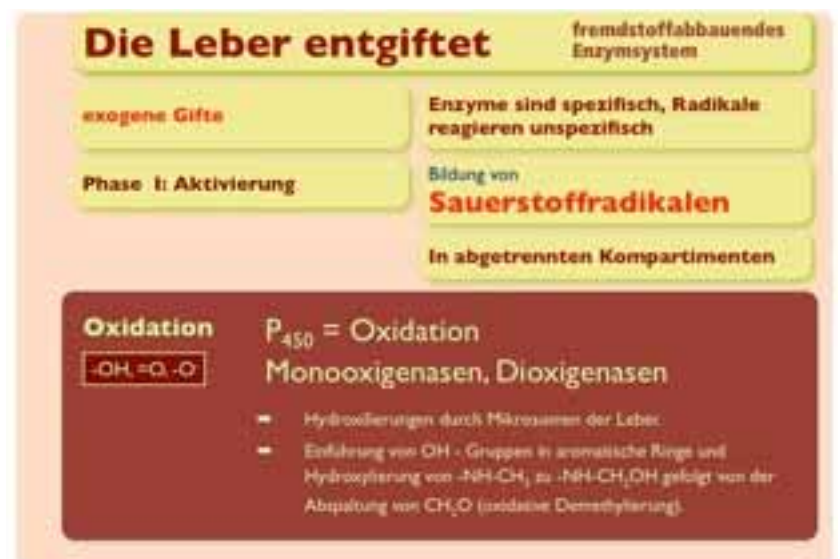 Die Leber entgiftet
fremdstoffabbauendes
Enzymsystem
exogene Gifte
Enzyme sind spezifisch, Radikale
reagieren unspezifisch
Phase I: Aktivierung
Bildung von
Sauerstoffradikalen
In abgetrennten Kompartimenten
Oxidation
-OH, =O, -O
P450 = Oxidation
Monooxigenasen, Dioxigenasen
Hydroxilierungen durch Mikrosomen der Leber.
Einführung von OH - Gruppen in aromatische Ringe und
Hydroxylierung von -NH-CH3 zu -NH-CH2OH gefolgt von der
Abspaltung von CH2O (oxidative Demethylierung).